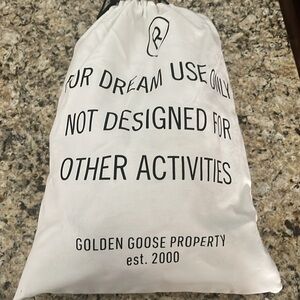 FOR DREAM USE ONLY
NOT DESIGNED FOR
OTHER ACTIVITIES
GOLDEN GOOSE PROPERTY
est. 2000